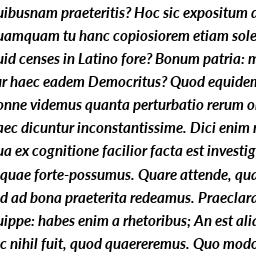 uibusnam praeteritis? Hoc sic expositum
uamquam tu hanc copiosiorem etiam sole
uid censes in Latino fore? Bonum patria:
ur haec eadem Democritus? Quod equidem
onne videmus quanta perturbatio rerum
aec dicuntur inconstantissime. Dici enim
ua ex cognitione facilior facta est investig
quae forte-possumus. Quare attende,
d ad bona praeterita redeamus. Praeclar
uippe: habes enim a rhetoribus; An est
c nihil fuit, quod quaereremus. Quo modo